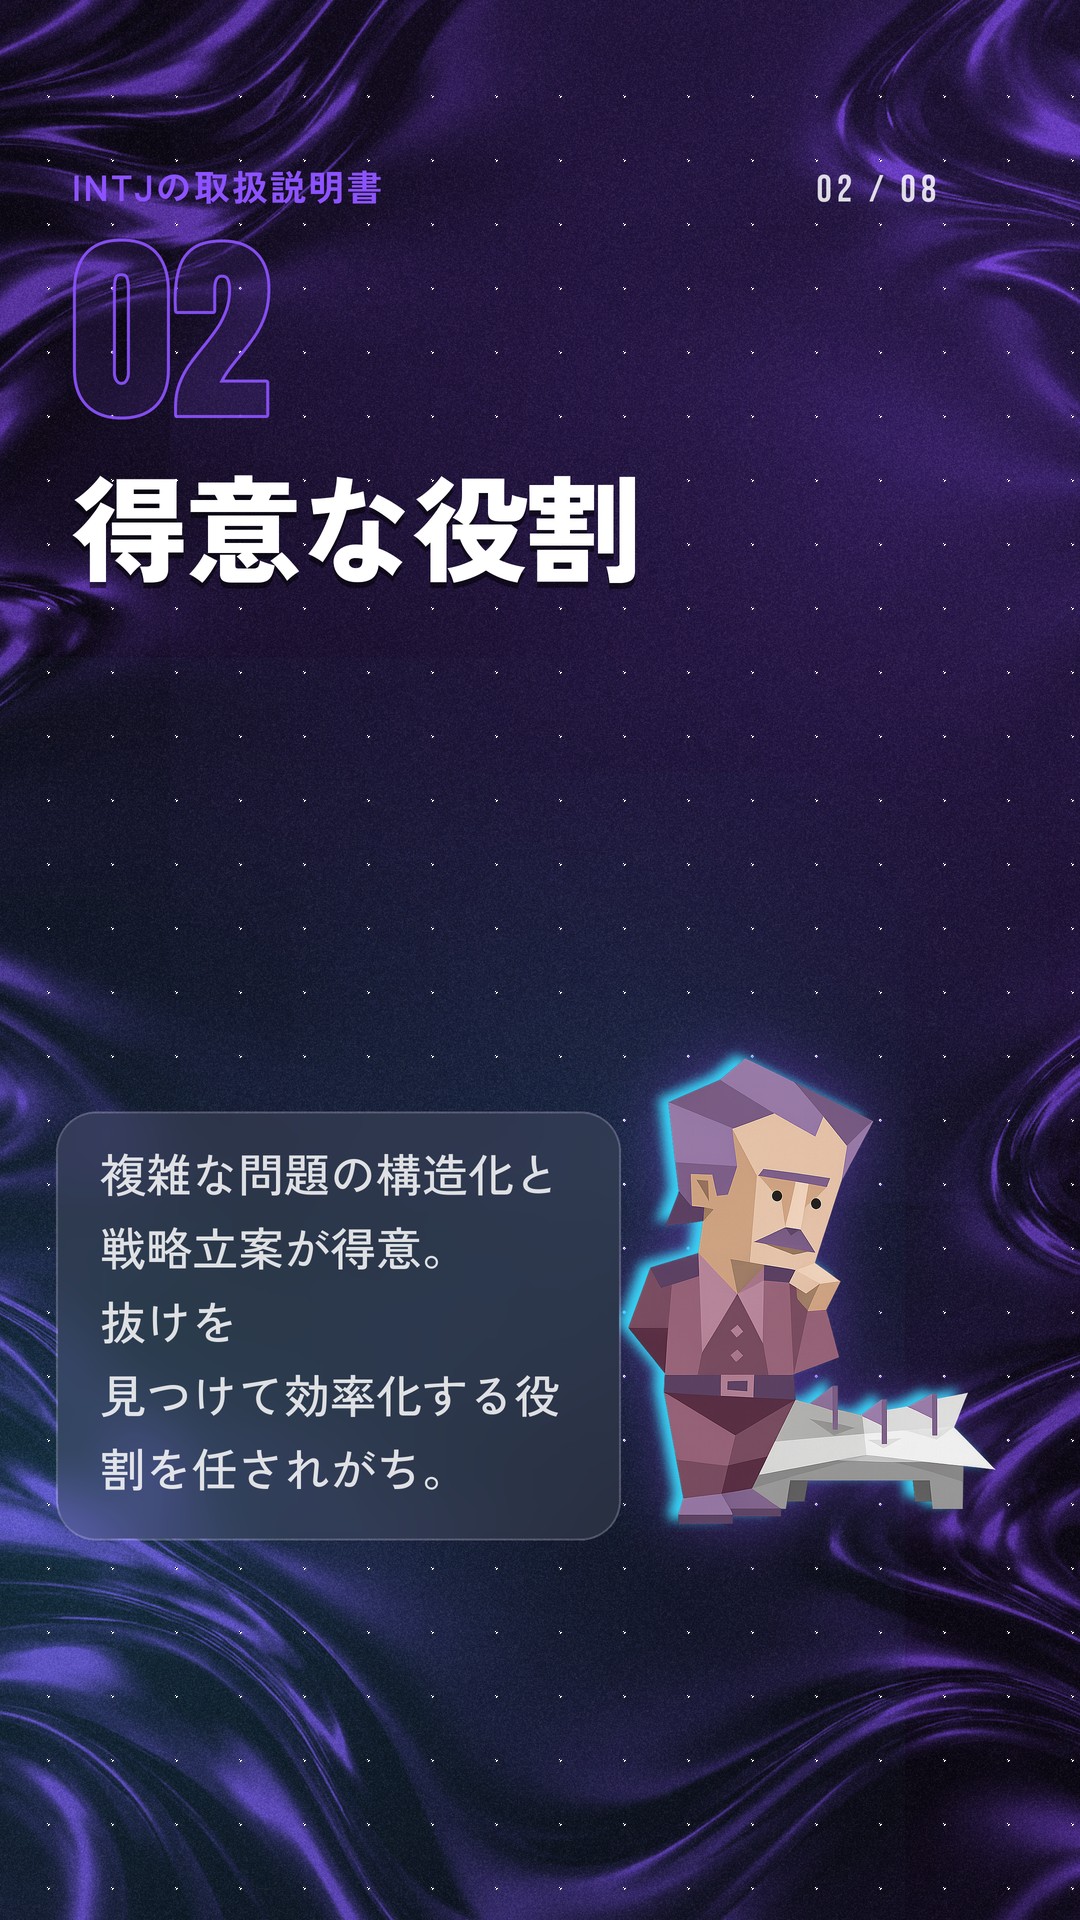 INTJの取扱説明書
02 / 08
02
得意な役割
複雑な問題の構造化と
戦略立案が得意。
抜けを
見つけて効率化する役
割を任されがち。